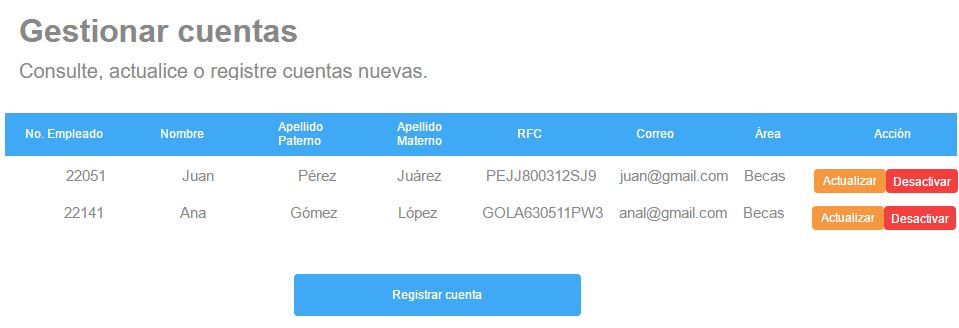 Gestionar cuentas
Consulte, actualice o registre cuentas nuevas.
No. Empleado Nombre Apellido Paterno Apellido Materno RFC Correo Área Acción
22051 Juan Pérez Juárez PEJJ800312SJ9 juan@gmail.com Becas Actualizar Desactivar
22141 Ana Gómez López GOLA630511PW3 anal@gmail.com Becas Actualizar Desactivar
Registrar cuenta